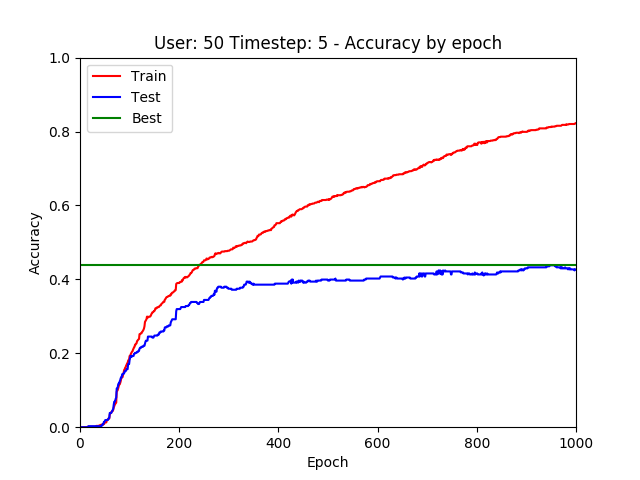 User: 50 Timestep: 5 - Accuracy by epoch
Train
Test
Best
1.0
0.8
0.6
0.4
0.2
0.0
Accuracy
0 200 400 600 800 1000
Epoch